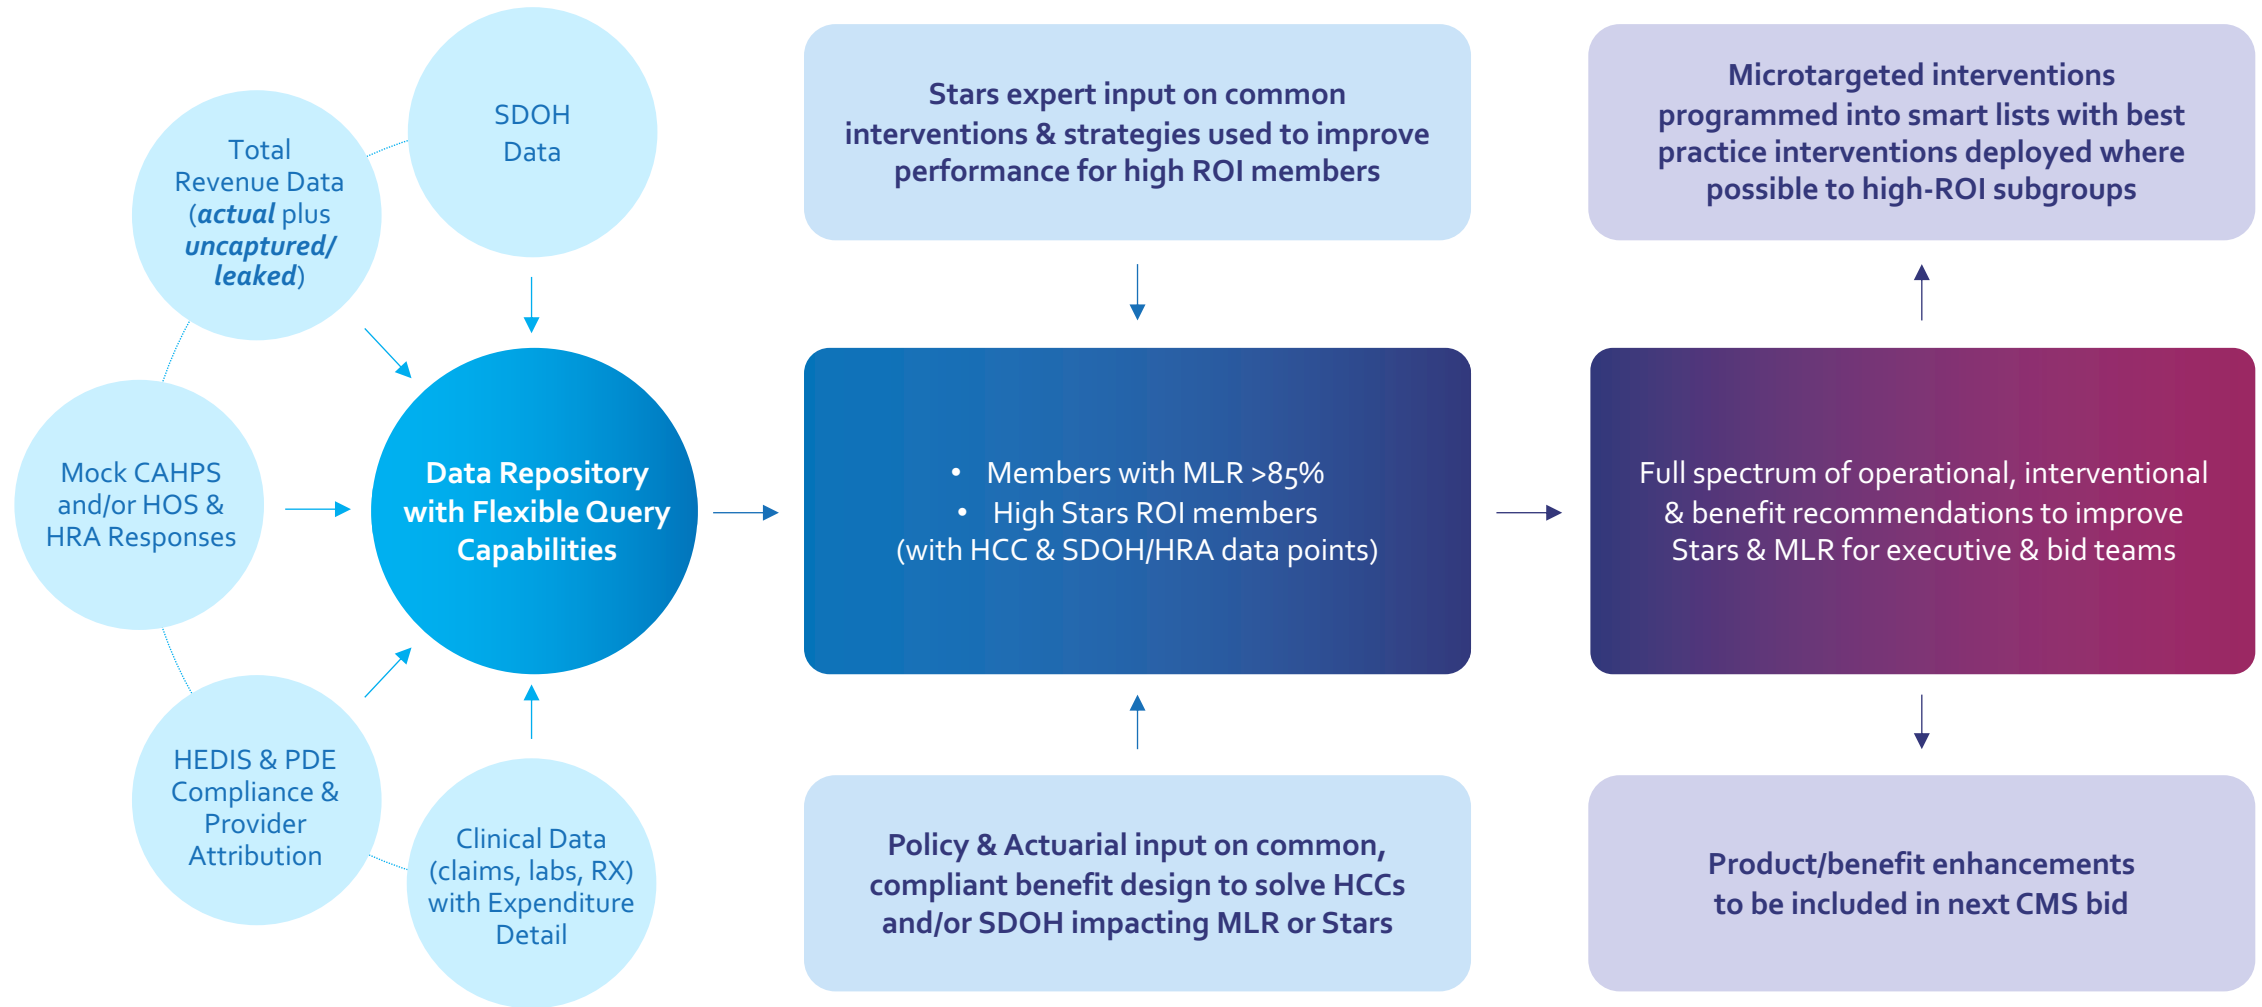 SDOH
Data
Total
Revenue Data
(actual plus
uncaptured/
leaked)
Mock CAHPS
and/or HOS &
HRA Responses
HEDIS & PDE
Compliance &
Provider
Attribution
Clinical Data
(claims, labs, RX)
with Expenditure
Detail
Data Repository
with Flexible Query
Capabilities
Stars expert input on common
interventions & strategies used to improve
performance for high ROI members
• Members with MLR >85%
• High Stars ROI members
(with HCC & SDOH/HRA data points)
Policy & Actuarial input on common,
compliant benefit design to solve HCCs
and/or SDOH impacting MLR or Stars
Microtargeted interventions
programmed into smart lists with best
practice interventions deployed where
possible to high-ROI subgroups
Full spectrum of operational, interventional
& benefit recommendations to improve
Stars & MLR for executive & bid teams
Product/benefit enhancements
to be included in next CMS bid